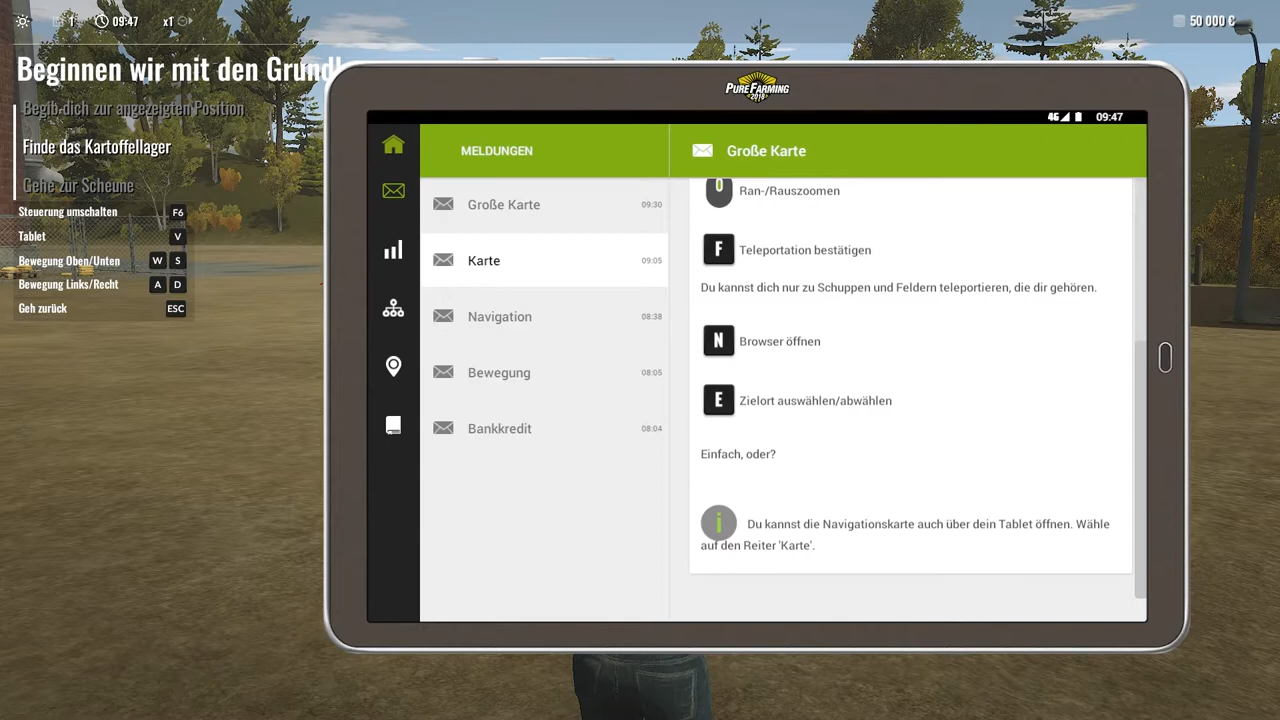 09:47
x1
50 000 €
Beginnen wir mit den Grundl
Begib dich zur angezeigten Position
Finde das Kartoffellager
Gehe zur Scheune
Steuerung umschalten F6
Tablet V
Bewegung Oben/Unten W S
Bewegung Links/Recht A D
Geh zurück ESC
PURE FARMING
2018
4G 09:47
MELDUNGEN
Große Karte 09:30
Karte 09:05
Navigation 08:38
Bewegung 08:05
Bankkredit 08:04
Große Karte
Ran-/Rauszoomen
F Teleportation bestätigen
Du kannst dich nur zu Schuppen und Feldern teleportieren, die dir gehören.
N Browser öffnen
E Zielort auswählen/abwählen
Einfach, oder?
i Du kannst die Navigationskarte auch über dein Tablet öffnen. Wähle
auf den Reiter 'Karte'.